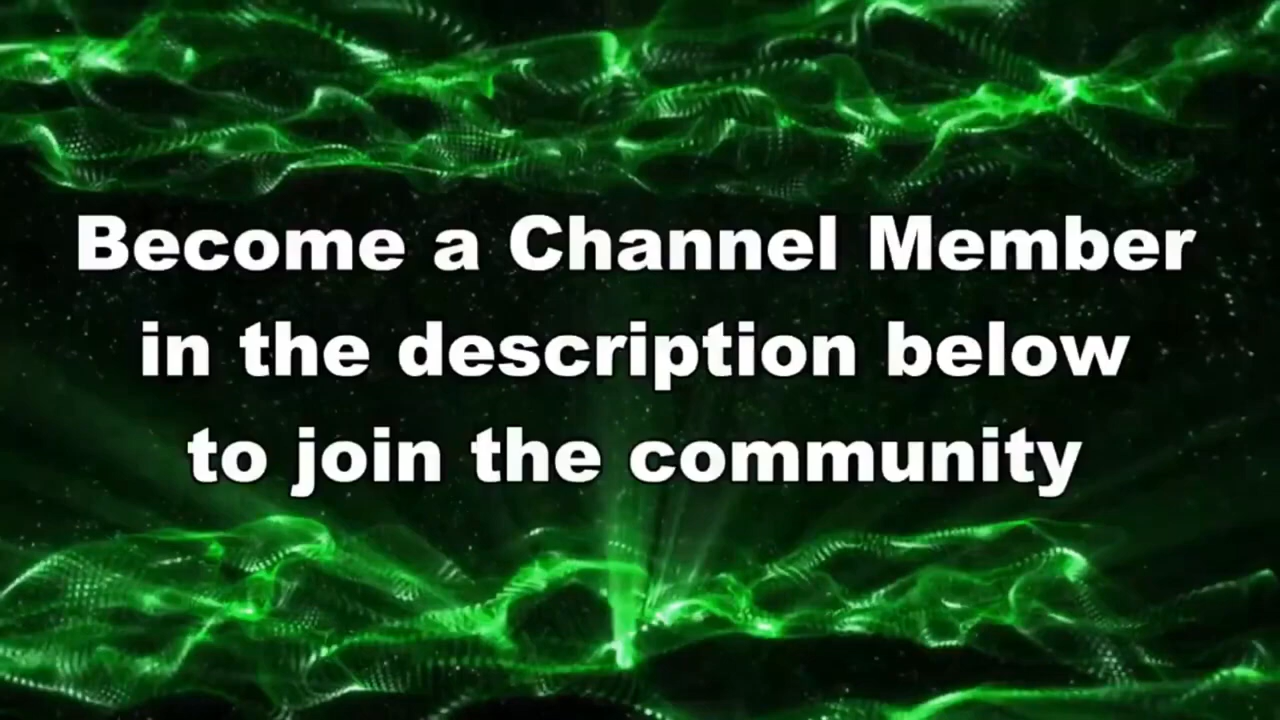 Become a Channel Member
in the description below
to join the community